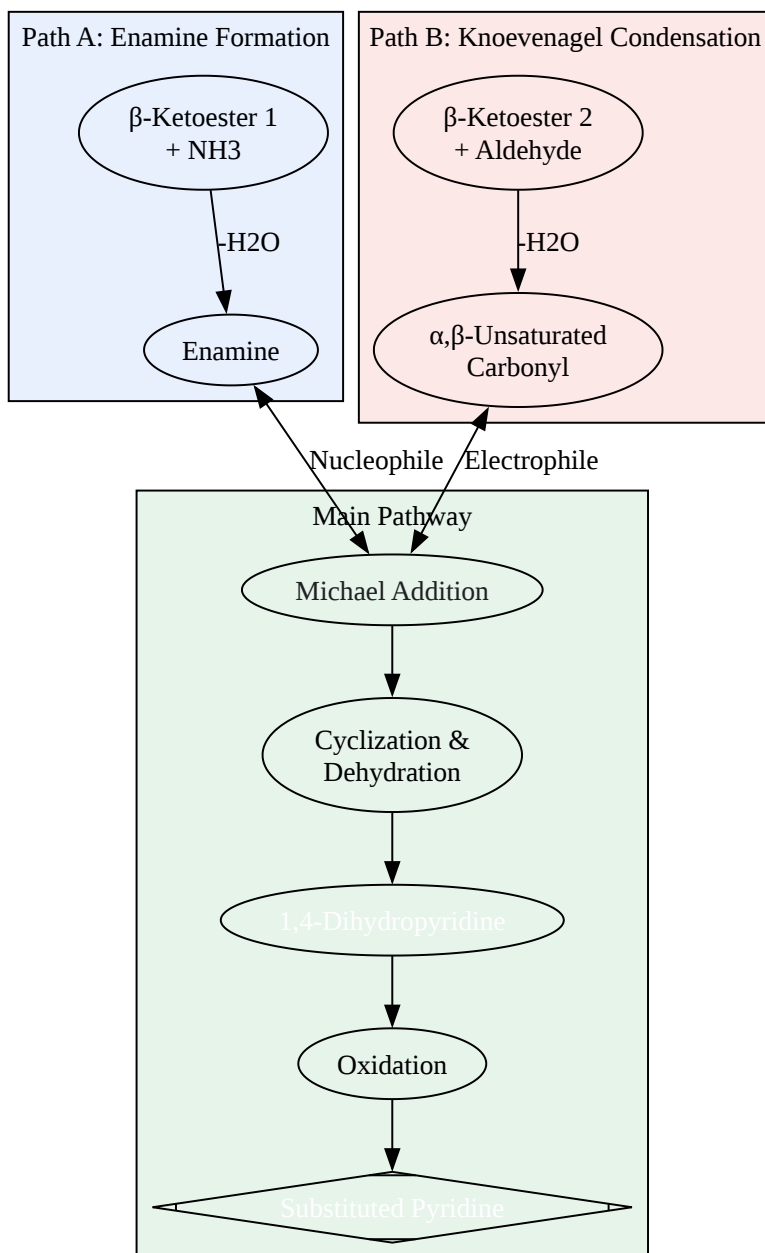 Path A: Enamine Formation
β-Ketoester 1
+ NH3
-H2O
Enamine
Path B: Knoevenagel Condensation
β-Ketoester 2
+ Aldehyde
-H2O
α,β-Unsaturated
Carbonyl
Nucleophile
Electrophile
Main Pathway
Michael Addition
Cyclization &
Dehydration
1,4-Dihydropyridine
Oxidation
Substituted Pyridine